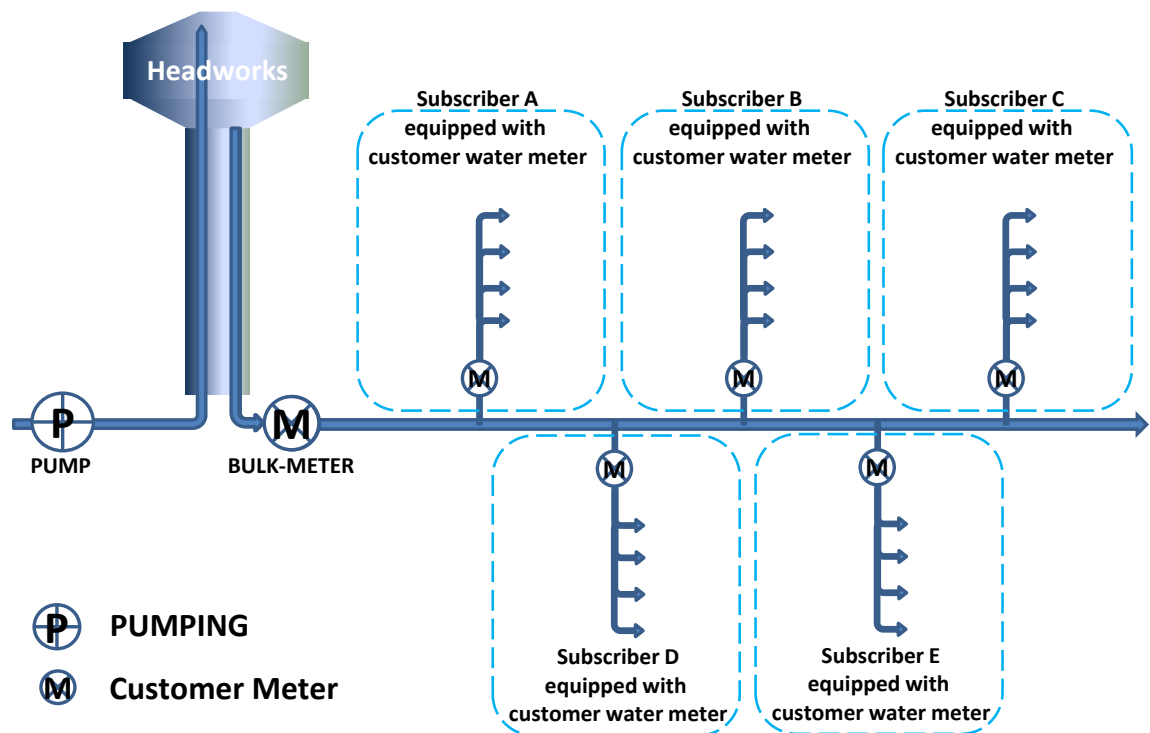 Headworks
Subscriber A
equipped with
customer water meter
Subscriber B
equipped with
customer water meter
Subscriber C
equipped with
customer water meter
M
M
M
P
M
PUMP
BULK-METER
M
M
P
PUMPING
M
Customer Meter
Subscriber D
equipped with
customer water meter
Subscriber E
equipped with
customer water meter